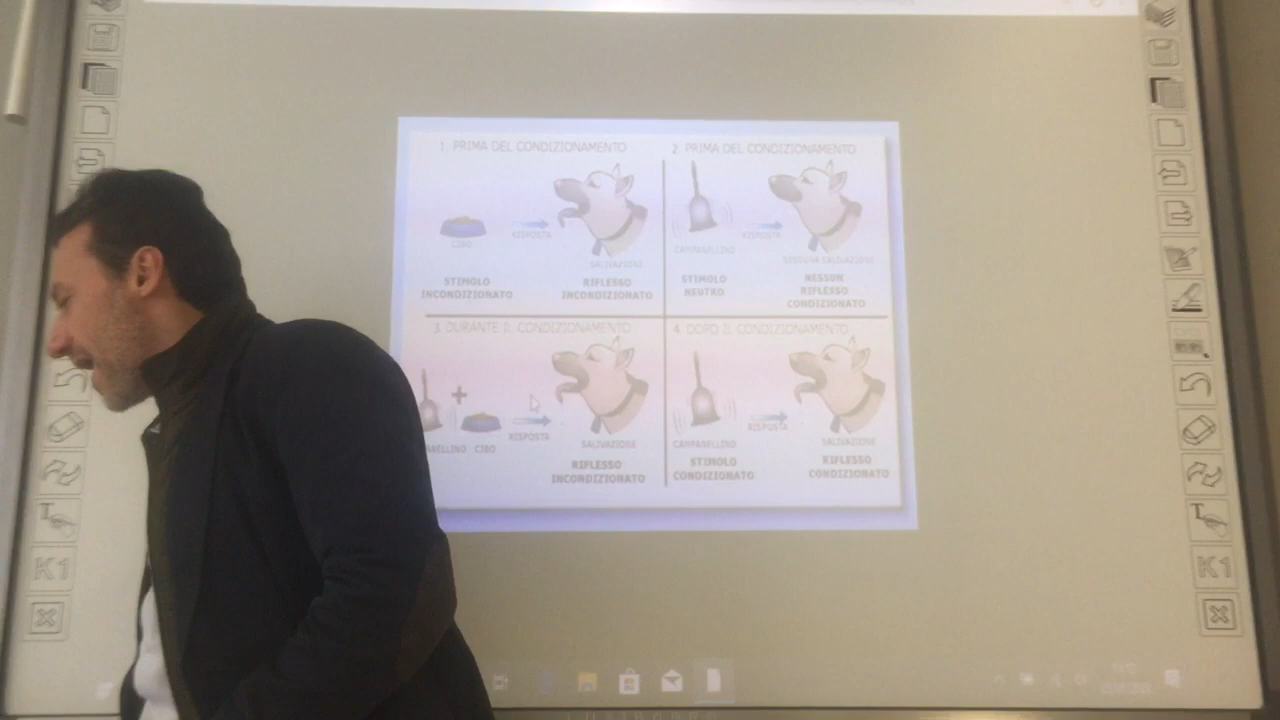 1. PRIMA DEL CONDIZIONAMENTO
CIBO
RISPOSTA
SALIVAZIONE
STIMOLO
INCONDIZIONATO
RIFLESSO
INCONDIZIONATO
2. PRIMA DEL CONDIZIONAMENTO
CAMPANELLINO
RISPOSTA
NESSUNA SALIVAZIONE
STIMOLO
NEUTRO
NESSUN
RIFLESSO
CONDIZIONATO
3. DURANTE IL CONDIZIONAMENTO
+
ANELLINO CIBO
RISPOSTA
SALIVAZIONE
RIFLESSO
INCONDIZIONATO
4. DOPO IL CONDIZIONAMENTO
CAMPANELLINO
RISPOSTA
SALIVAZIONE
STIMOLO
CONDIZIONATO
RIFLESSO
CONDIZIONATO
T
K1
T
K1